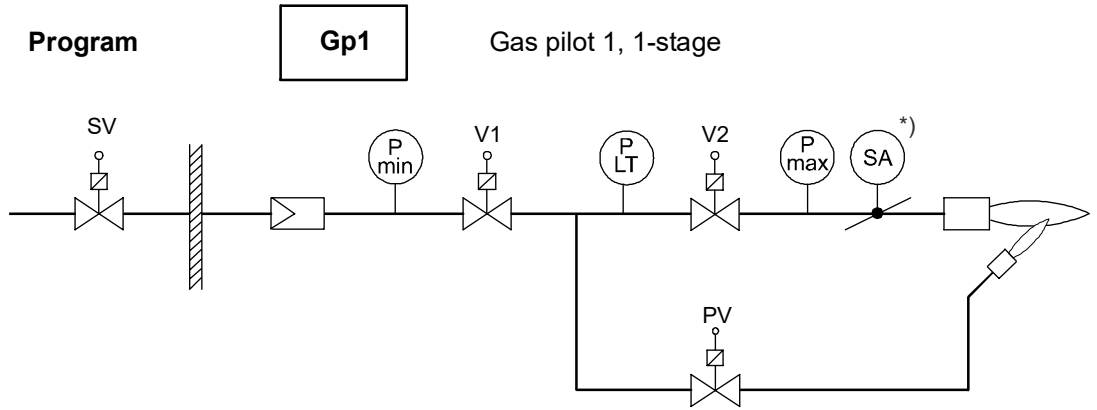 Program Gp1 Gas pilot 1, 1-stage
SV
V1
V2
*)
P
min
P
LT
P
max
SA
PV